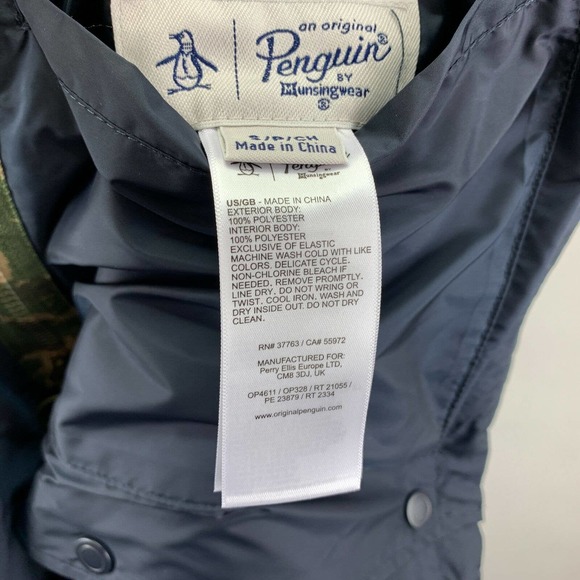 an original
Penguin®
BY
Munsingwear
®
S/P/CH
Made in China
Munsingwear
US/GB - MADE IN CHINA
EXTERIOR BODY:
100% POLYESTER
INTERIOR BODY:
100% POLYESTER
EXCLUSIVE OF ELASTIC
MACHINE WASH COLD WITH LIKE
COLORS. DELICATE CYCLE.
NON-CHLORINE BLEACH IF
NEEDED. REMOVE PROMPTLY.
LINE DRY. DO NOT WRING OR
TWIST. COOL IRON. WASH AND
DRY INSIDE OUT. DO NOT DRY
CLEAN.
RN# 37763 / CA# 55972
MANUFACTURED FOR:
Perry Ellis Europe LTD,
CM8 3DJ, UK
OP4611 / OP328 / RT 21055 /
PE 23879 / RT 2334
www.originalpenguin.com